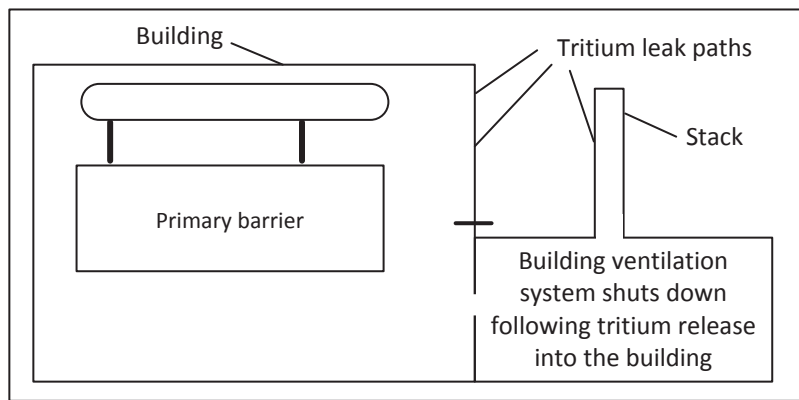 Building
Tritium leak paths
Stack
Primary barrier
Building ventilation
system shuts down
following tritium release
into the building